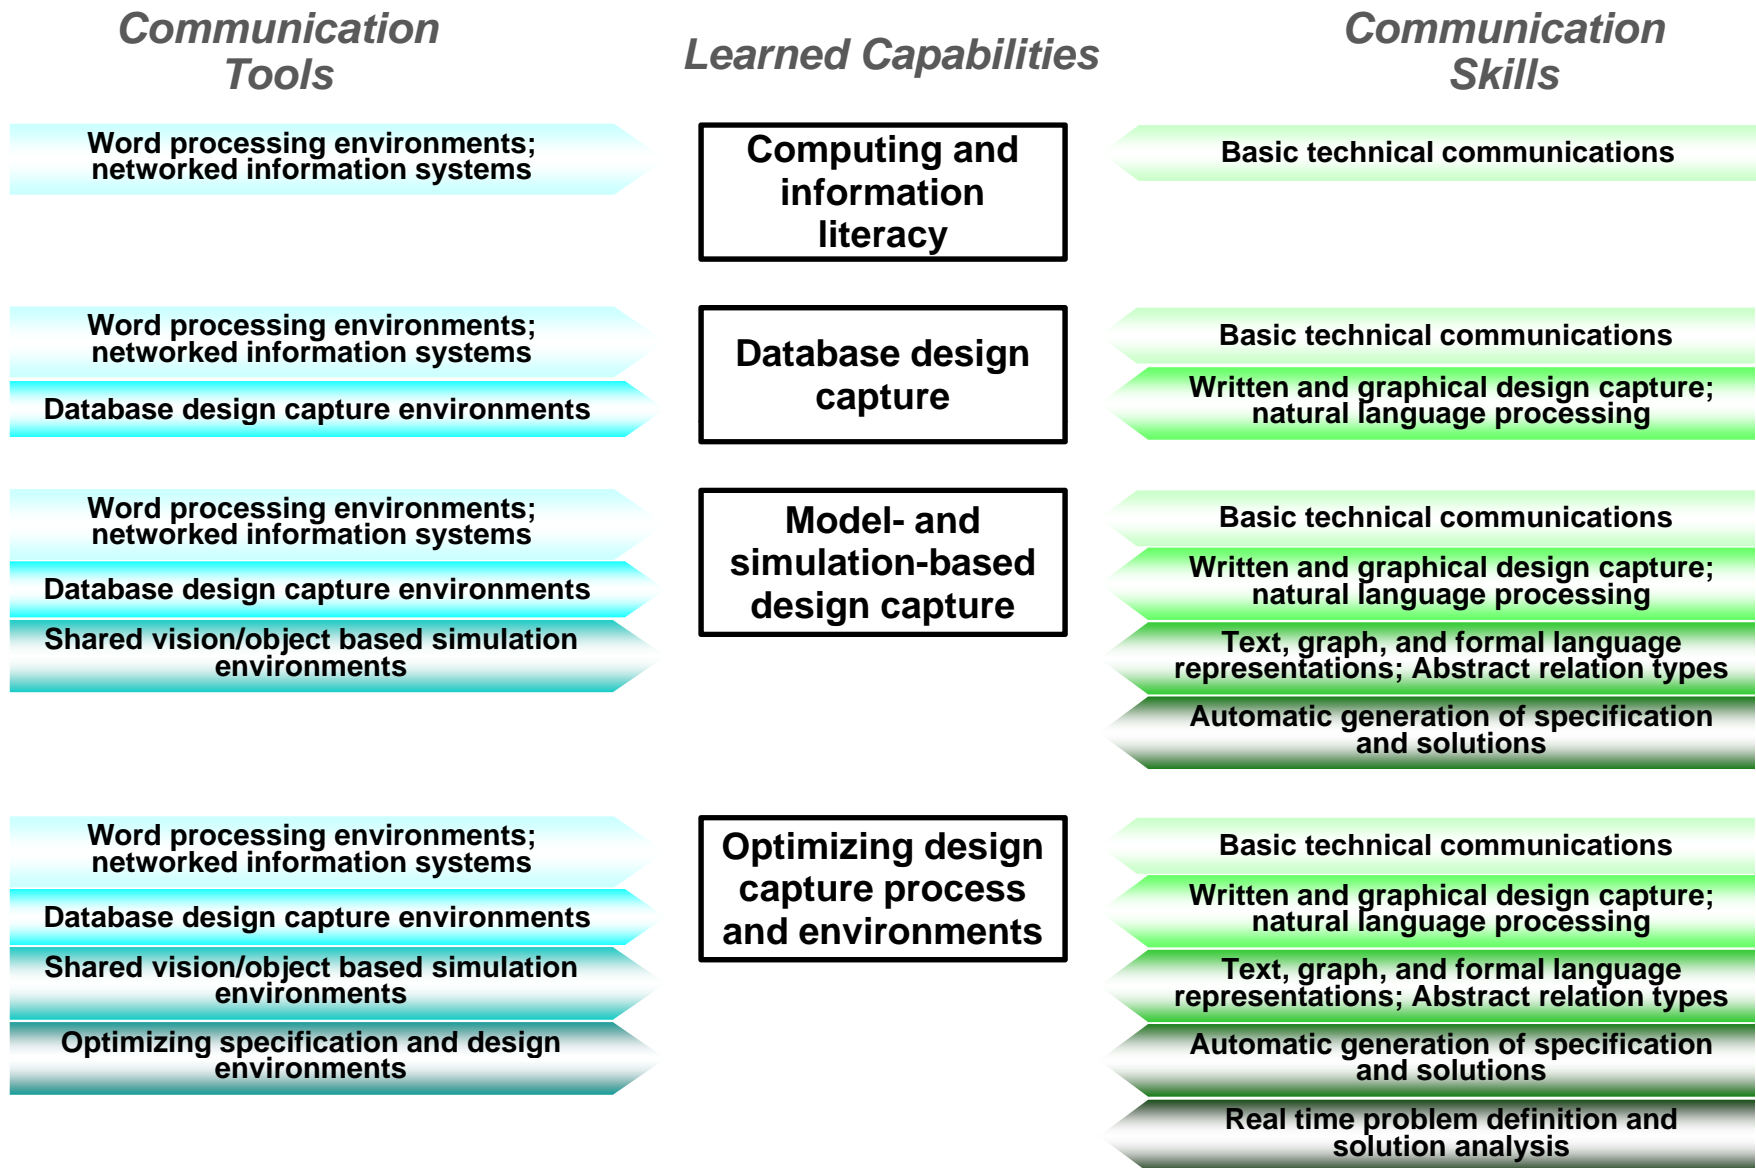 Communication
Tools
Learned Capabilities
Communication
Skills
Word processing environments;
networked information systems
Computing and
information
literacy
Basic technical communications
Word processing environments;
networked information systems
Database design capture environments
Database design
capture
Basic technical communications
Written and graphical design capture;
natural language processing
Word processing environments;
networked information systems
Database design capture environments
Shared vision/object based simulation
environments
Model- and
simulation-based
design capture
Basic technical communications
Written and graphical design capture;
natural language processing
Text, graph, and formal language
representations; Abstract relation types
Automatic generation of specification
and solutions
Word processing environments;
networked information systems
Database design capture environments
Shared vision/object based simulation
environments
Optimizing specification and design
environments
Optimizing design
capture process
and environments
Basic technical communications
Written and graphical design capture;
natural language processing
Text, graph, and formal language
representations; Abstract relation types
Automatic generation of specification
and solutions
Real time problem definition and
solution analysis